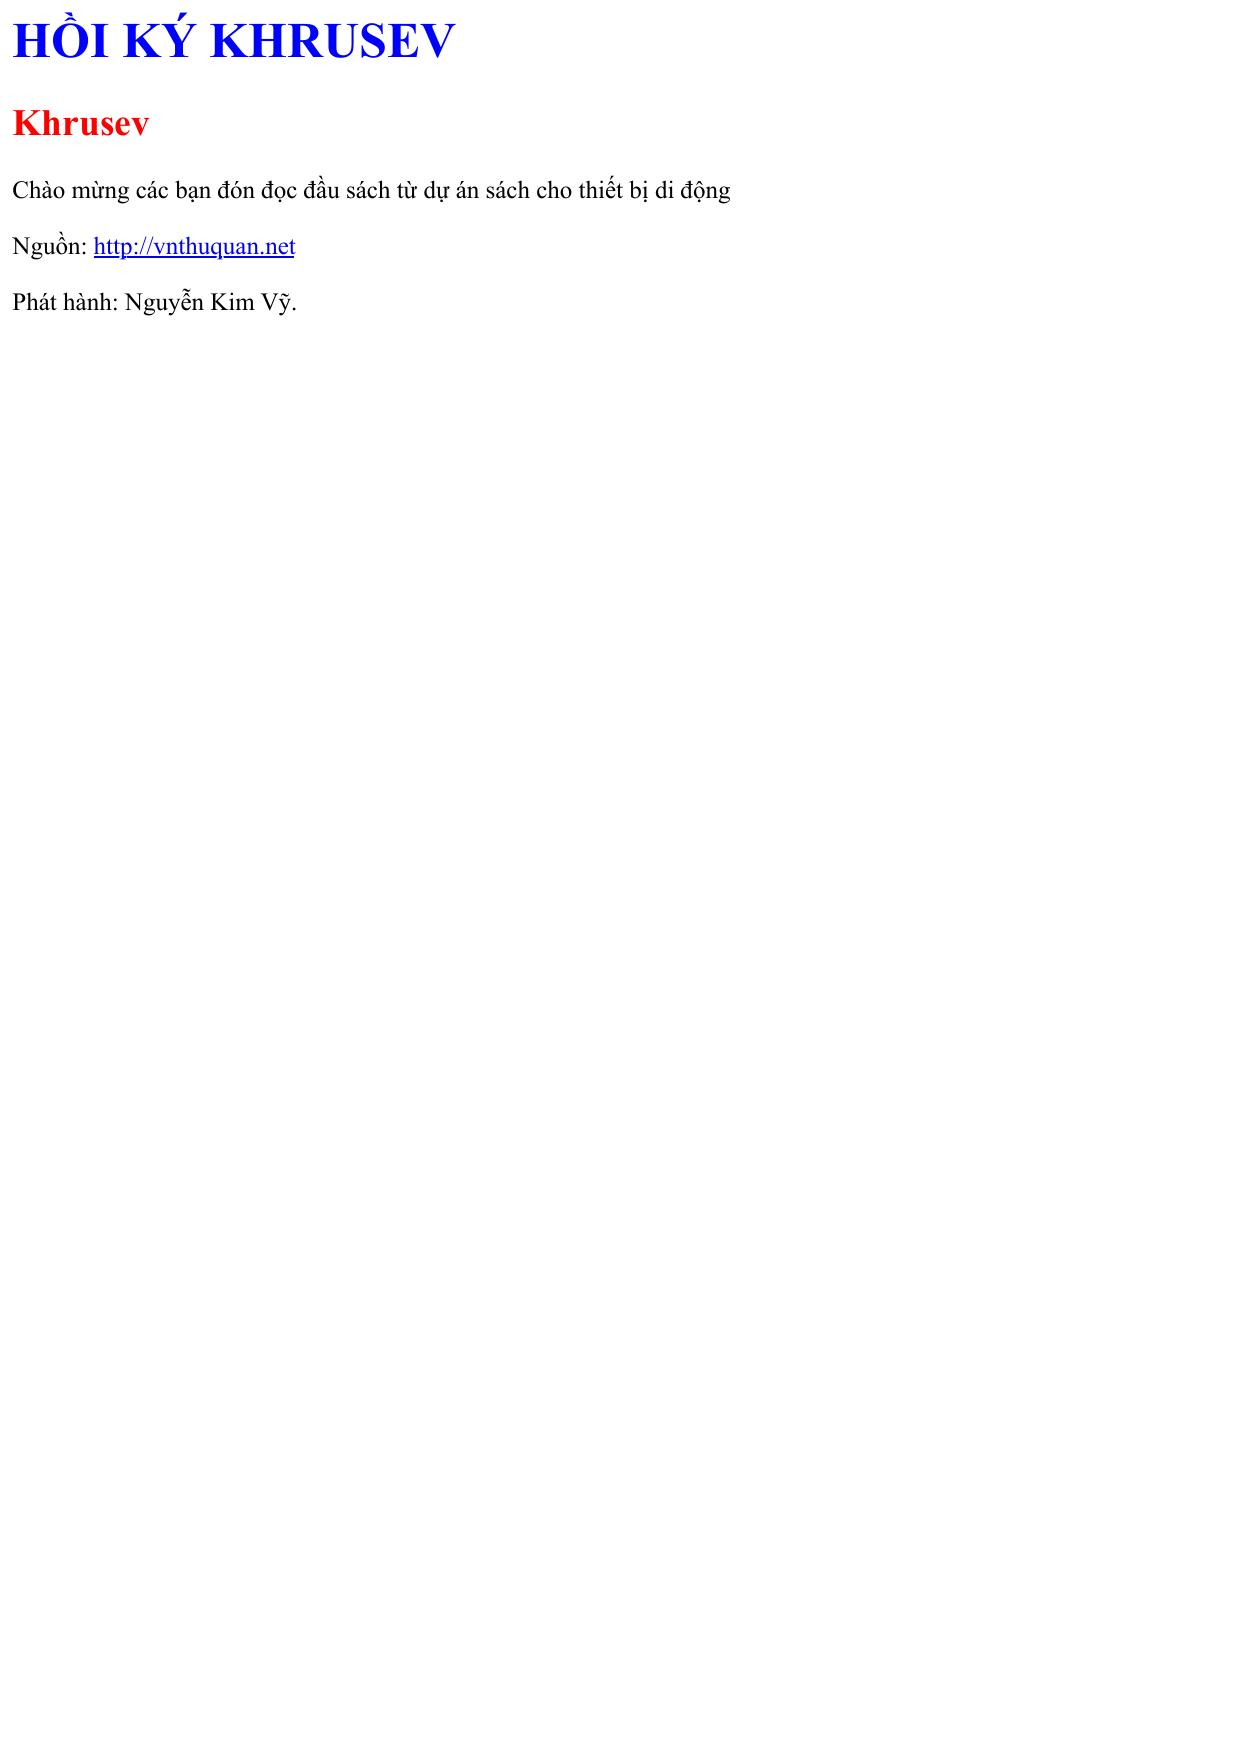 HỒI KÝ KHRUSEV
Khrusev
Chào mừng các bạn đón đọc đầu sách từ dự án sách cho thiết bị di động
Nguồn: http://vnthuquan.net
Phát hành: Nguyễn Kim Vỹ.